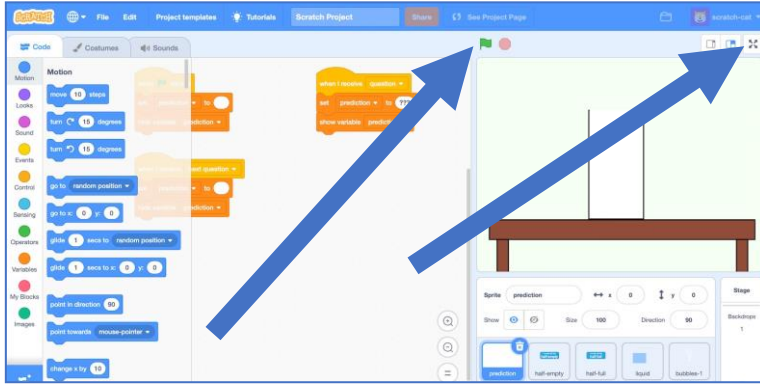 SCRATCH File Edit Project templates Tutorials Scratch Project Share See Project Page scratch-cat
Code Costumes Sounds
Motion
Looks
Sound
Events
Control
Sensing
Operators
Variables
My Blocks
Images
Motion
move 10 steps
turn 15 degrees
turn 15 degrees
go to random position
go to x: 0 y: 0
glide 1 secs to random position
glide 1 secs to x: 0 y: 0
point in direction 90
point towards mouse-pointer
change x by 10
to
prediction
question
to
prediction
when I receive question
set prediction to ???
show variable
Sprite prediction x 0 y 0
Show Size 100 Direction 90
prediction half-empty half-full liquid bubbles-1
Stage
Backdrops
1